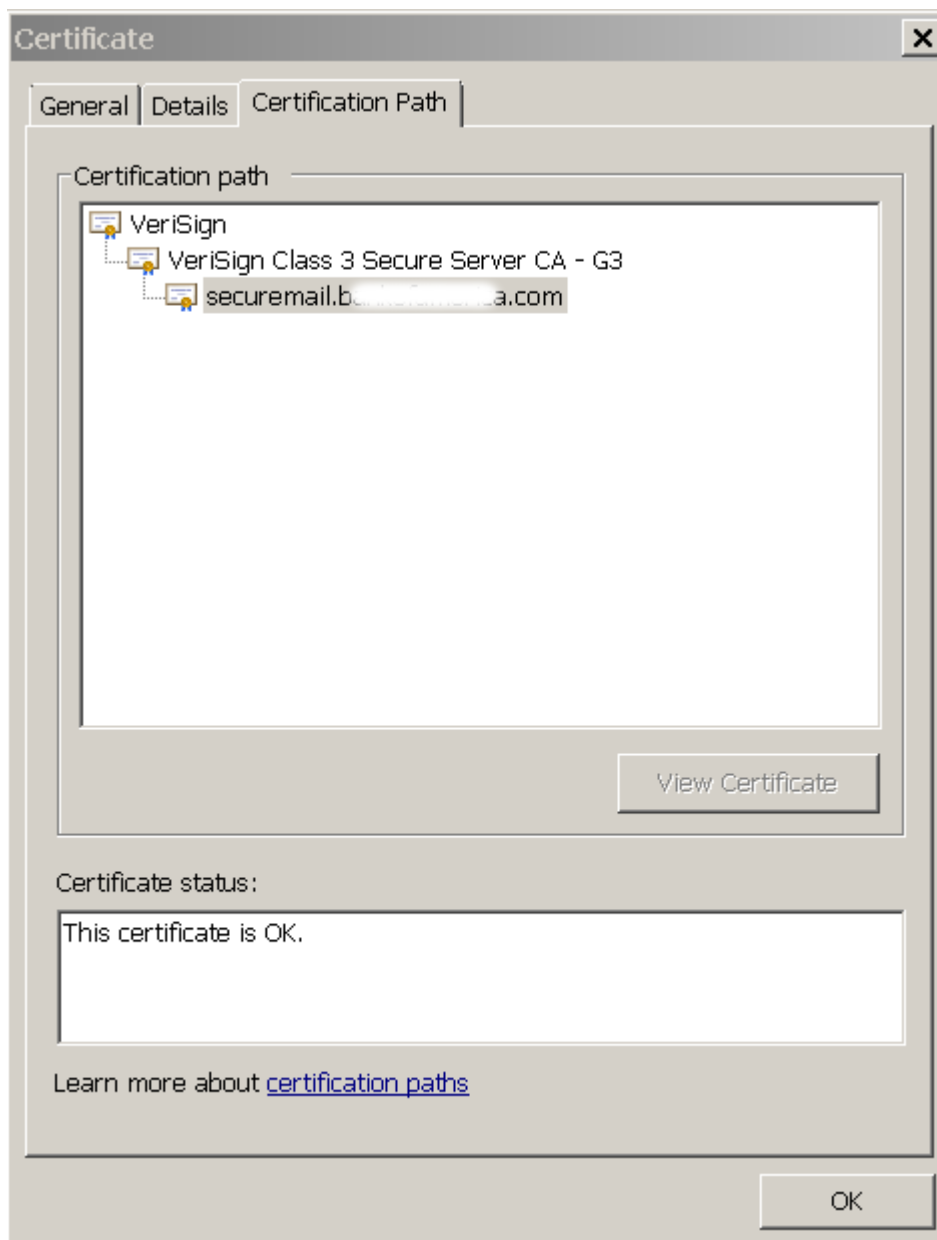 Certificate
General Details Certification Path
Certification path
VeriSign
VeriSign Class 3 Secure Server CA - G3
View Certificate
Certificate status:
This certificate is OK.
Learn more about certification paths
OK